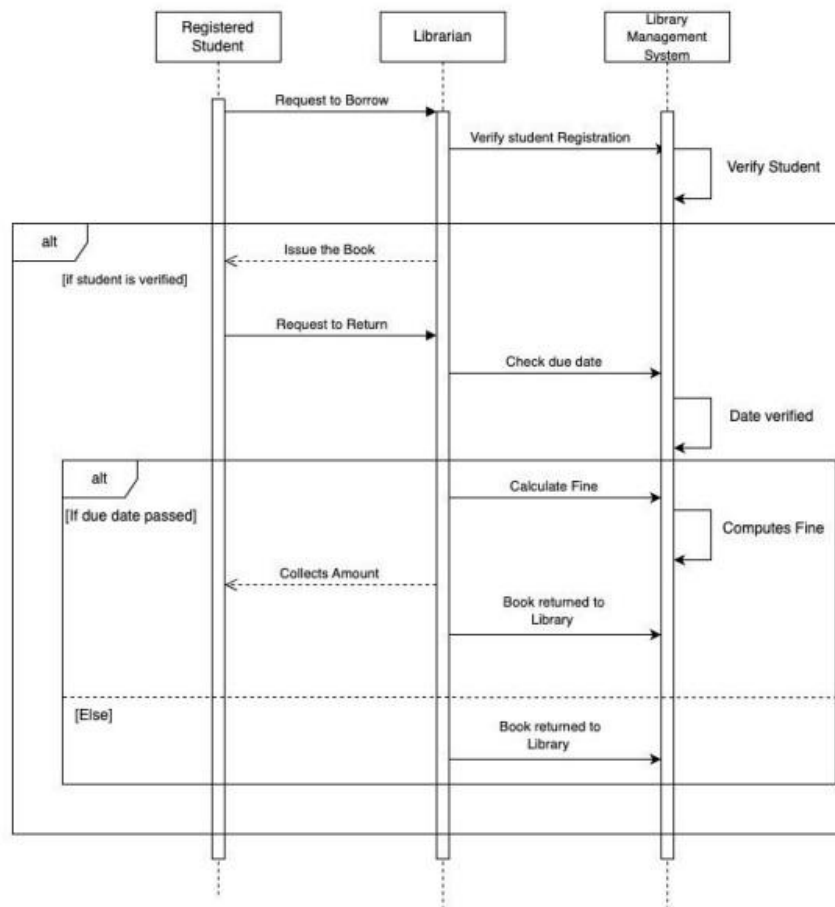 Registered
Student
Librarian
Library
Management
System
Request to Borrow
Verify student Registration
Verify Student
alt
Issue the Book
[if student is verified]
Request to Return
Check due date
Date verified
alt
Calculate Fine
[If due date passed]
Computes Fine
Collects Amount
Book returned to
Library
[Else]
Book returned to
Library